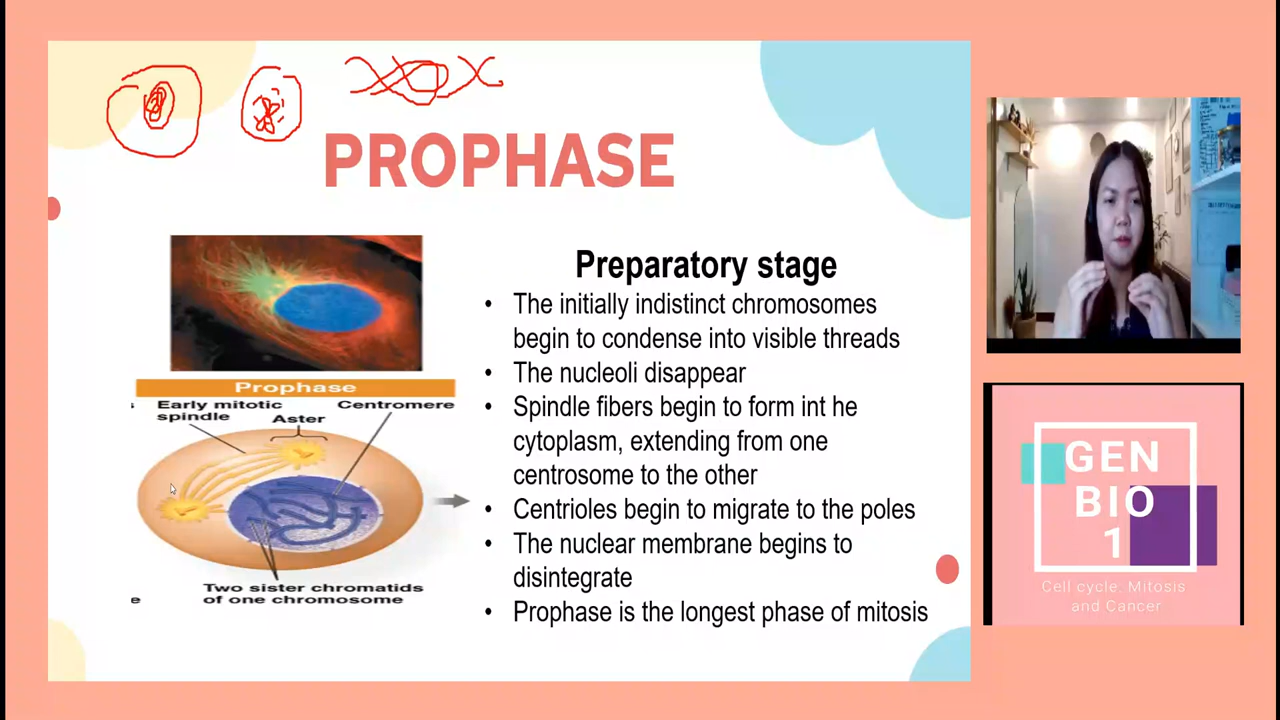 PROPHASE
Preparatory stage
• The initially indistinct chromosomes
begin to condense into visible threads
• The nucleoli disappear
• Spindle fibers begin to form int he
cytoplasm, extending from one
centrosome to the other
• Centrioles begin to migrate to the poles
• The nuclear membrane begins to
disintegrate
• Prophase is the longest phase of mitosis
Prophase
Early mitotic
spindle
Aster
Centromere
Two sister chromatids
of one chromosome
e
GEN
BIO
1
Cell cycle, Mitosis
and Cancer